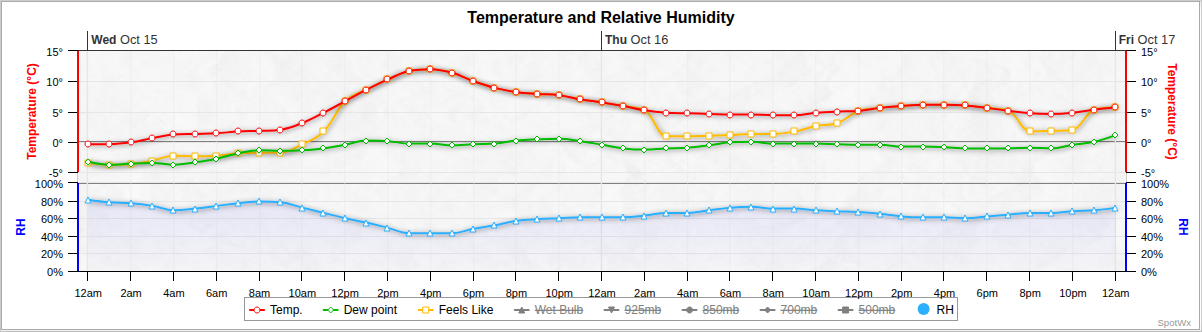 Temperature and Relative Humidity
Wed Oct 15 Thu Oct 16 Fri Oct 17
15° 15°
10° 10°
5° 5°
0° 0°
-5° -5°
Temperature (°C) Temperature (°C)
100% 100%
80% 80%
60% 60%
40% 40%
20% 20%
0% 0%
RH RH
12am 2am 4am 6am 8am 10am 12pm 2pm 4pm 6pm 8pm 10pm 12am 2am 4am 6am 8am 10am 12pm 2pm 4pm 6pm 8pm 10pm 12am
Temp. Dew point Feels Like Wet Bulb 925mb 850mb 700mb 500mb RH
SpotWx